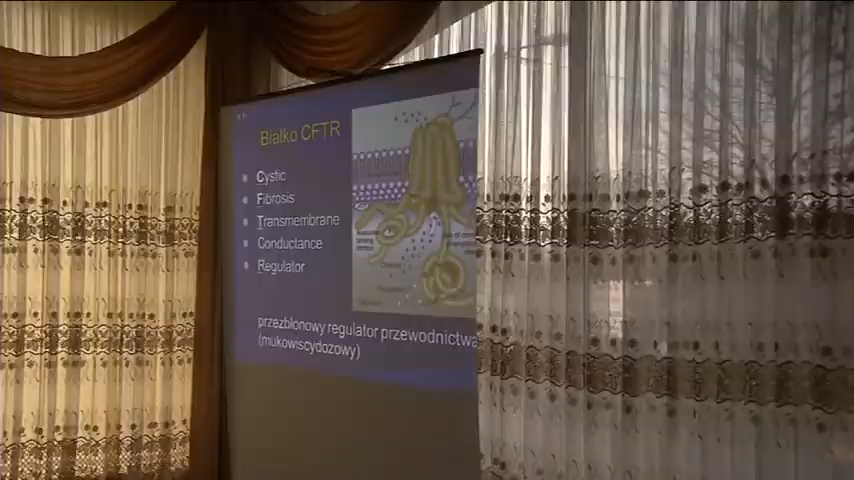 Białko CFTR
Cystic
Fibrosis
Transmembrane
Conductance
Regulator
przezbłonowy regulator przewodnictwa
(mukowiscydozowy)